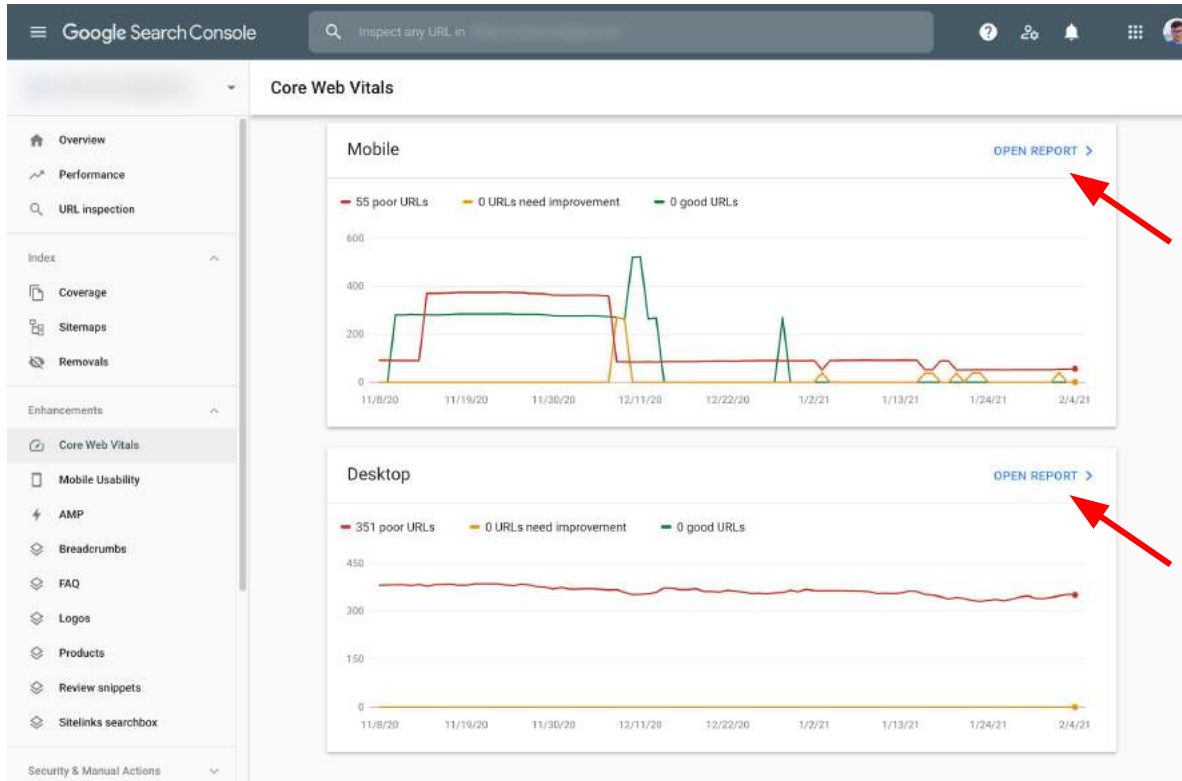 Google Search Console
Inspect any URL in
Core Web Vitals
Overview
Performance
URL inspection
Index
Coverage
Sitemaps
Removals
Enhancements
Core Web Vitals
Mobile Usability
AMP
Breadcrumbs
FAQ
Logos
Products
Review snippets
Sitelinks searchbox
Security & Manual Actions
Mobile
OPEN REPORT
55 poor URLs 0 URLs need improvement 0 good URLs
600
400
200
0
11/8/20 11/19/20 11/30/20 12/11/20 12/22/20 1/2/21 1/13/21 1/24/21 2/4/21
Desktop
OPEN REPORT
351 poor URLs 0 URLs need improvement 0 good URLs
450
300
150
0
11/8/20 11/19/20 11/30/20 12/11/20 12/22/20 1/2/21 1/13/21 1/24/21 2/4/21